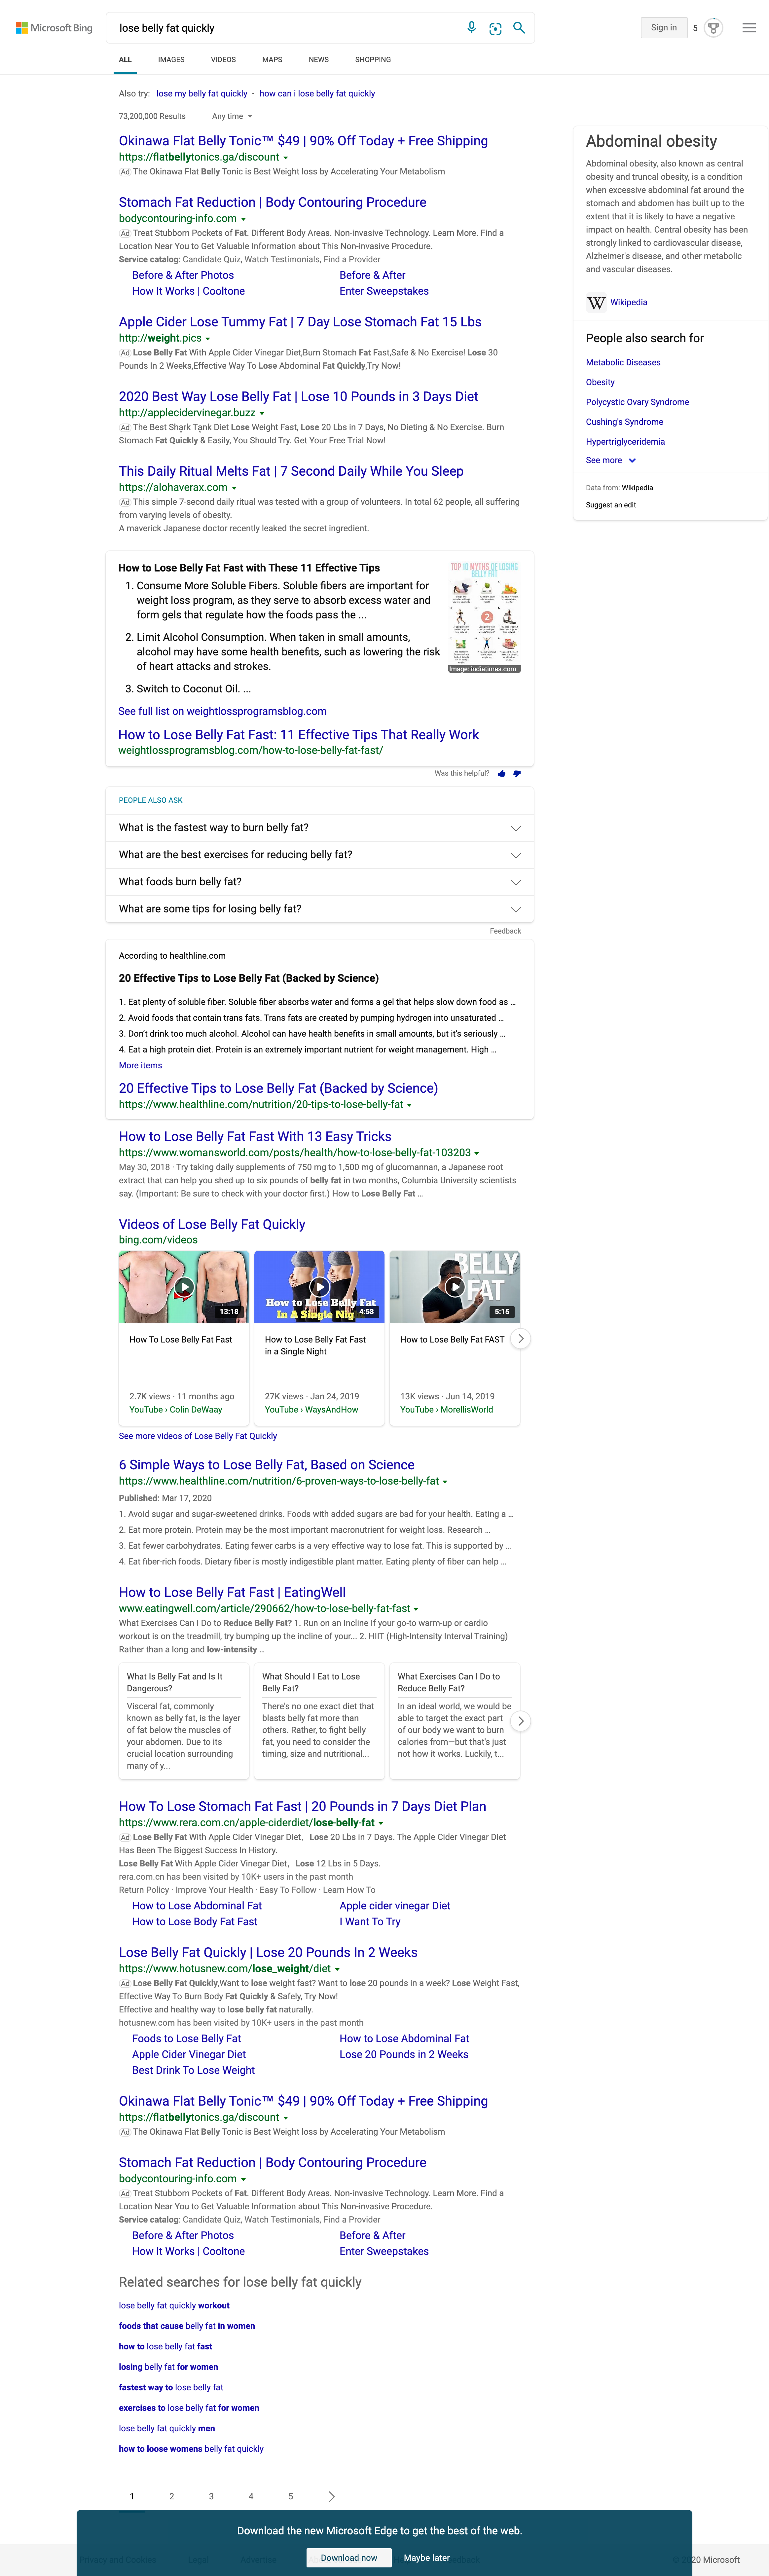 Microsoft Bing
lose belly fat quickly
Sign in
5
ALL
IMAGES
VIDEOS
MAPS
NEWS
SHOPPING
Also try: lose my belly fat quickly · how can i lose belly fat quickly
73,200,000 Results
Any time
Okinawa Flat Belly Tonic™ $49 | 90% Off Today + Free Shipping
https://flatbellytonics.ga/discount
Ad The Okinawa Flat Belly Tonic is Best Weight loss by Accelerating Your Metabolism
Stomach Fat Reduction | Body Contouring Procedure
bodycontouring-info.com
Ad Treat Stubborn Pockets of Fat. Different Body Areas. Non-invasive Technology. Learn More. Find a
Location Near You to Get Valuable Information about This Non-invasive Procedure.
Service catalog: Candidate Quiz, Watch Testimonials, Find a Provider
Before & After Photos
Before & After
How It Works | Cooltone
Enter Sweepstakes
Apple Cider Lose Tummy Fat | 7 Day Lose Stomach Fat 15 Lbs
http://weight.pics
Ad Lose Belly Fat With Apple Cider Vinegar Diet,Burn Stomach Fat Fast,Safe & No Exercise! Lose 30
Pounds In 2 Weeks,Effective Way To Lose Abdominal Fat Quickly,Try Now!
2020 Best Way Lose Belly Fat | Lose 10 Pounds in 3 Days Diet
http://applecidervinegar.buzz
Ad The Best Shąrk Tąnk Diet Lose Weight Fast, Lose 20 Lbs in 7 Days, No Dieting & No Exercise. Burn
Stomach Fat Quickly & Easily, You Should Try. Get Your Free Trial Now!
This Daily Ritual Melts Fat | 7 Second Daily While You Sleep
https://alohaverax.com
Ad This simple 7-second daily ritual was tested with a group of volunteers. In total 62 people, all suffering
from varying levels of obesity.
A maverick Japanese doctor recently leaked the secret ingredient.
Abdominal obesity
Abdominal obesity, also known as central
obesity and truncal obesity, is a condition
when excessive abdominal fat around the
stomach and abdomen has built up to the
extent that it is likely to have a negative
impact on health. Central obesity has been
strongly linked to cardiovascular disease,
Alzheimer's disease, and other metabolic
and vascular diseases.
W Wikipedia
People also search for
Metabolic Diseases
Obesity
Polycystic Ovary Syndrome
Cushing's Syndrome
Hypertriglyceridemia
See more
Data from: Wikipedia
Suggest an edit
How to Lose Belly Fat Fast with These 11 Effective Tips
1. Consume More Soluble Fibers. Soluble fibers are important for
weight loss program, as they serve to absorb excess water and
form gels that regulate how the foods pass the ...
2. Limit Alcohol Consumption. When taken in small amounts,
alcohol may have some health benefits, such as lowering the risk
of heart attacks and strokes.
3. Switch to Coconut Oil. ...
TOP 10 MYTHS OF LOSING
BELLY FAT
2
Image: indiatimes.com
See full list on weightlossprogramsblog.com
How to Lose Belly Fat Fast: 11 Effective Tips That Really Work
weightlossprogramsblog.com/how-to-lose-belly-fat-fast/
Was this helpful?
PEOPLE ALSO ASK
What is the fastest way to burn belly fat?
What are the best exercises for reducing belly fat?
What foods burn belly fat?
What are some tips for losing belly fat?
Feedback
According to healthline.com
20 Effective Tips to Lose Belly Fat (Backed by Science)
1. Eat plenty of soluble fiber. Soluble fiber absorbs water and forms a gel that helps slow down food as …
2. Avoid foods that contain trans fats. Trans fats are created by pumping hydrogen into unsaturated …
3. Don't drink too much alcohol. Alcohol can have health benefits in small amounts, but it's seriously …
4. Eat a high protein diet. Protein is an extremely important nutrient for weight management. High …
More items
20 Effective Tips to Lose Belly Fat (Backed by Science)
https://www.healthline.com/nutrition/20-tips-to-lose-belly-fat
How to Lose Belly Fat Fast With 13 Easy Tricks
https://www.womansworld.com/posts/health/how-to-lose-belly-fat-103203
May 30, 2018 · Try taking daily supplements of 750 mg to 1,500 mg of glucomannan, a Japanese root
extract that can help you shed up to six pounds of belly fat in two months, Columbia University scientists
say. (Important: Be sure to check with your doctor first.) How to Lose Belly Fat …
Videos of Lose Belly Fat Quickly
bing.com/videos
13:18
How to Lose Belly Fat
In A Single Nig
4:58
BELLY
FAT
5:15
How To Lose Belly Fat Fast
How to Lose Belly Fat Fast
in a Single Night
How to Lose Belly Fat FAST
2.7K views · 11 months ago
YouTube › Colin DeWaay
27K views · Jan 24, 2019
YouTube › WaysAndHow
13K views · Jun 14, 2019
YouTube › MorellisWorld
See more videos of Lose Belly Fat Quickly
6 Simple Ways to Lose Belly Fat, Based on Science
https://www.healthline.com/nutrition/6-proven-ways-to-lose-belly-fat
Published: Mar 17, 2020
1. Avoid sugar and sugar-sweetened drinks. Foods with added sugars are bad for your health. Eating a …
2. Eat more protein. Protein may be the most important macronutrient for weight loss. Research …
3. Eat fewer carbohydrates. Eating fewer carbs is a very effective way to lose fat. This is supported by …
4. Eat fiber-rich foods. Dietary fiber is mostly indigestible plant matter. Eating plenty of fiber can help …
How to Lose Belly Fat Fast | EatingWell
www.eatingwell.com/article/290662/how-to-lose-belly-fat-fast
What Exercises Can I Do to Reduce Belly Fat? 1. Run on an Incline If your go-to warm-up or cardio
workout is on the treadmill, try bumping up the incline of your... 2. HIIT (High-Intensity Interval Training)
Rather than a long and low-intensity …
What Is Belly Fat and Is It
Dangerous?
Visceral fat, commonly
known as belly fat, is the layer
of fat below the muscles of
your abdomen. Due to its
crucial location surrounding
many of y...
What Should I Eat to Lose
Belly Fat?
There's no one exact diet that
blasts belly fat more than
others. Rather, to fight belly
fat, you need to consider the
timing, size and nutritional...
What Exercises Can I Do to
Reduce Belly Fat?
In an ideal world, we would be
able to target the exact part
of our body we want to burn
calories from—but that's just
not how it works. Luckily, t...
How To Lose Stomach Fat Fast | 20 Pounds in 7 Days Diet Plan
https://www.rera.com.cn/apple-ciderdiet/lose-belly-fat
Ad Lose Belly Fat With Apple Cider Vinegar Diet，Lose 20 Lbs in 7 Days. The Apple Cider Vinegar Diet
Has Been The Biggest Success In History.
Lose Belly Fat With Apple Cider Vinegar Diet，Lose 12 Lbs in 5 Days.
rera.com.cn has been visited by 10K+ users in the past month
Return Policy · Improve Your Health · Easy To Follow · Learn How To
How to Lose Abdominal Fat
Apple cider vinegar Diet
How to Lose Body Fat Fast
I Want To Try
Lose Belly Fat Quickly | Lose 20 Pounds In 2 Weeks
https://www.hotusnew.com/lose_weight/diet
Ad Lose Belly Fat Quickly,Want to lose weight fast? Want to lose 20 pounds in a week? Lose Weight Fast,
Effective Way To Burn Body Fat Quickly & Safely, Try Now!
Effective and healthy way to lose belly fat naturally.
hotusnew.com has been visited by 10K+ users in the past month
Foods to Lose Belly Fat
How to Lose Abdominal Fat
Apple Cider Vinegar Diet
Lose 20 Pounds in 2 Weeks
Best Drink To Lose Weight
Okinawa Flat Belly Tonic™ $49 | 90% Off Today + Free Shipping
https://flatbellytonics.ga/discount
Ad The Okinawa Flat Belly Tonic is Best Weight loss by Accelerating Your Metabolism
Stomach Fat Reduction | Body Contouring Procedure
bodycontouring-info.com
Ad Treat Stubborn Pockets of Fat. Different Body Areas. Non-invasive Technology. Learn More. Find a
Location Near You to Get Valuable Information about This Non-invasive Procedure.
Service catalog: Candidate Quiz, Watch Testimonials, Find a Provider
Before & After Photos
Before & After
How It Works | Cooltone
Enter Sweepstakes
Related searches for lose belly fat quickly
lose belly fat quickly workout
foods that cause belly fat in women
how to lose belly fat fast
losing belly fat for women
fastest way to lose belly fat
exercises to lose belly fat for women
lose belly fat quickly men
how to loose womens belly fat quickly
1 2 3 4 5
Download the new Microsoft Edge to get the best of the web.
Download now
Maybe later
20 Microsoft